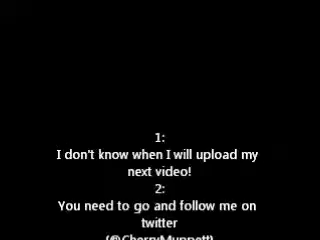 1:
I don't know when I will upload my
next video!
2:
You need to go and follow me on
twitter
(@CherryMuppett)